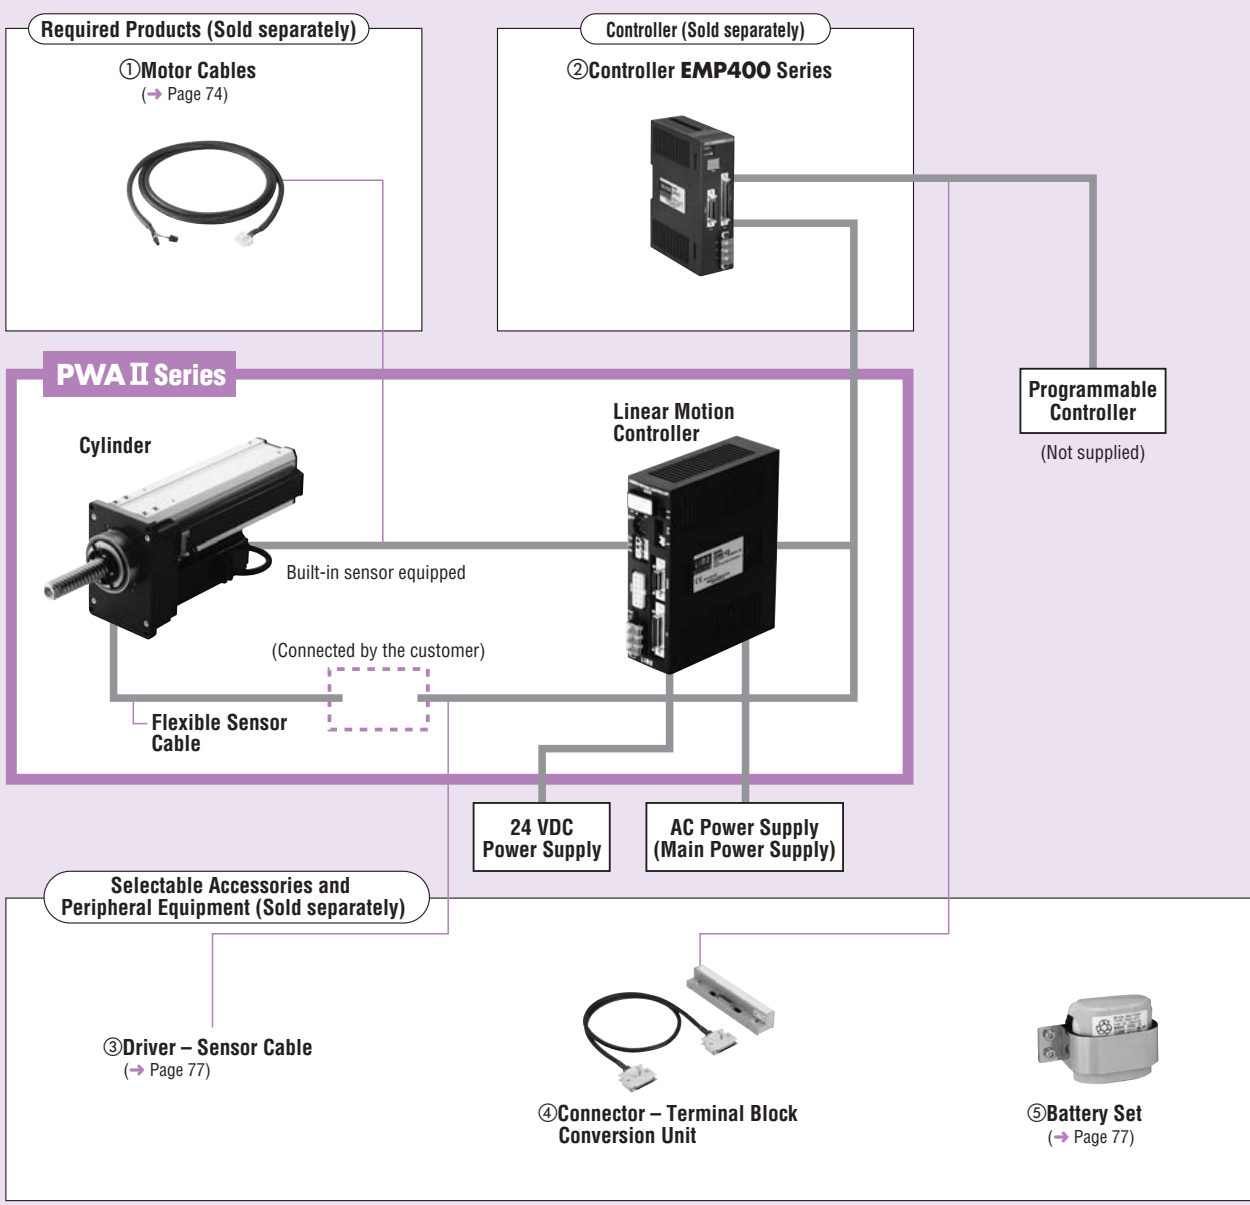 Required Products (Sold separately)
①Motor Cables
(➜ Page 74)
Controller (Sold separately)
②Controller EMP400 Series
PWAⅡ Series
Cylinder
Linear Motion
Controller
Programmable
Controller
(Not supplied)
Built-in sensor equipped
(Connected by the customer)
Flexible Sensor
Cable
24 VDC
Power Supply
AC Power Supply
(Main Power Supply)
Selectable Accessories and
Peripheral Equipment (Sold separately)
③Driver – Sensor Cable
(➜ Page 77)
④Connector – Terminal Block
Conversion Unit
⑤Battery Set
(➜ Page 77)